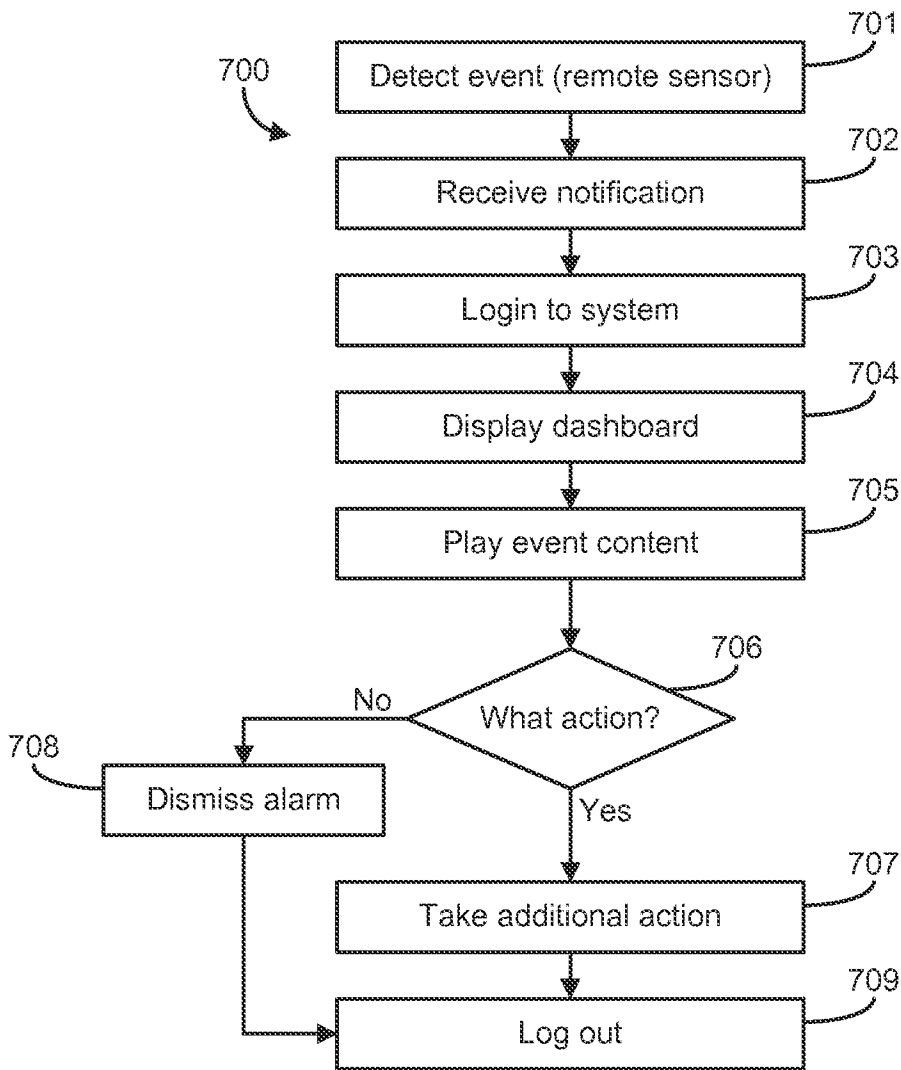 701
700
Detect event (remote sensor)
702
Receive notification
703
Login to system
704
Display dashboard
705
Play event content
706
What action?
No
708
Dismiss alarm
Yes
707
Take additional action
709
Log out